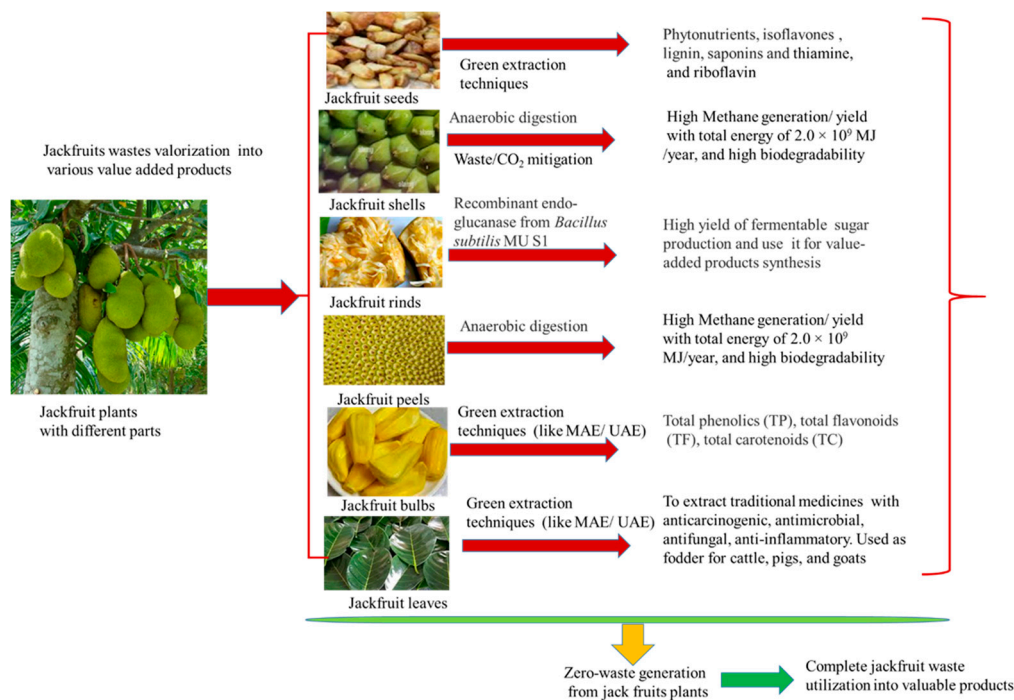 Jackfruits wastes valorization into
various value added products
Jackfruit plants
with different parts
Green extraction
techniques
Phytonutrients, isoflavones ,
lignin, saponins and thiamine,
and riboflavin
Jackfruit seeds
Anaerobic digestion
Waste/CO₂ mitigation
High Methane generation/ yield
with total energy of 2.0 × 10⁹ MJ
/year, and high biodegradability
Jackfruit shells
Recombinant endo-
glucanase from Bacillus
subtilis MU S1
High yield of fermentable sugar
production and use it for value-
added products synthesis
Jackfruit rinds
Anaerobic digestion
High Methane generation/ yield
with total energy of 2.0 × 10⁹
MJ/year, and high biodegradability
Jackfruit peels
Green extraction
techniques (like MAE/ UAE)
Total phenolics (TP), total flavonoids
(TF), total carotenoids (TC)
Jackfruit bulbs
Green extraction
techniques (like MAE/ UAE)
To extract traditional medicines with
anticarcinogenic, antimicrobial,
antifungal, anti-inflammatory. Used as
fodder for cattle, pigs, and goats
Jackfruit leaves
Zero-waste generation
from jack fruits plants
Complete jackfruit waste
utilization into valuable products